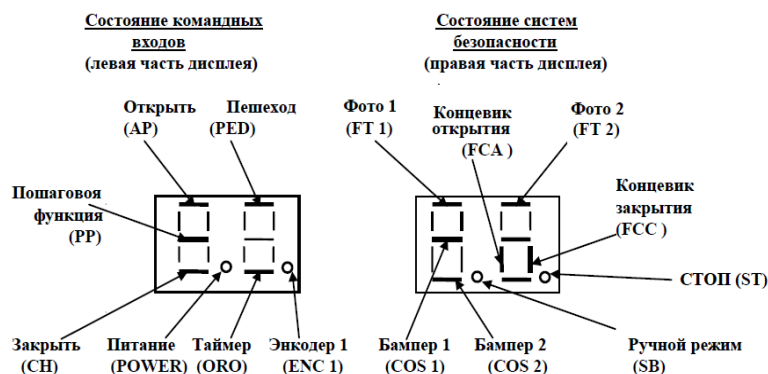 Состояние командных
входов
(левая часть дисплея)
Состояние систем
безопасности
(правая часть дисплея)
Открыть
(AP)
Пешеход
(PED)
Фото 1
(FT 1)
Концевик
открытия
(FCA )
Фото 2
(FT 2)
Пошаговая
функция
(PP)
Концевик
закрытия
(FCC )
СТОП (ST)
Закрыть
(CH)
Питание
(POWER)
Таймер
(ORO)
Энкодер 1
(ENC 1)
Бампер 1
(COS 1)
Бампер 2
(COS 2)
Ручной режим
(SB)